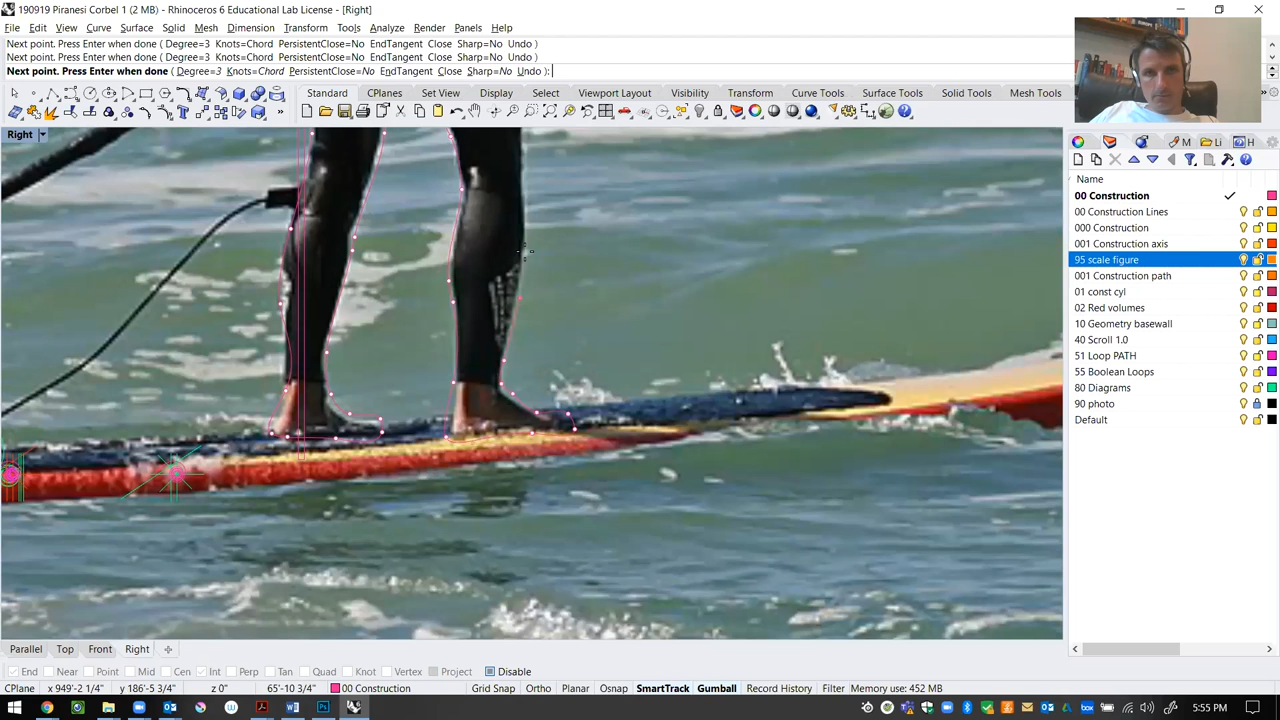 190919 Piranesi Corbel 1 (2 MB) - Rhinoceros 6 Educational Lab License - [Right]
File Edit View Curve Surface Solid Mesh Dimension Transform Tools Analyze Render Panels Help
Next point. Press Enter when done ( Degree=3 Knots=Chord PersistentClose=No EndTangent Close Sharp=No Undo )
Next point. Press Enter when done ( Degree=3 Knots=Chord PersistentClose=No EndTangent Close Sharp=No Undo )
Next point. Press Enter when done ( Degree=3 Knots=Chord PersistentClose=No EndTangent Close Sharp=No Undo ):
Standard CPlanes Set View Display Select Viewport Layout Visibility Transform Curve Tools Surface Tools Solid Tools Mesh Tools
Right
M Li H
Name
00 Construction
00 Construction Lines
000 Construction
001 Construction axis
95 scale figure
001 Construction path
01 const cyl
02 Red volumes
10 Geometry basewall
40 Scroll 1.0
51 Loop PATH
55 Boolean Loops
80 Diagrams
90 photo
Default
Parallel Top Front Right
End Near Point Mid Cen Int Perp Tan Quad Knot Vertex Project Disable
CPlane x 949'-2 1/4" y 186'-5 3/4" z 0" 65'-10 3/4" 00 Construction Grid Snap Ortho Planar Osnap SmartTrack Gumball Record History Filter Memory use: 452 MB
5:55 PM